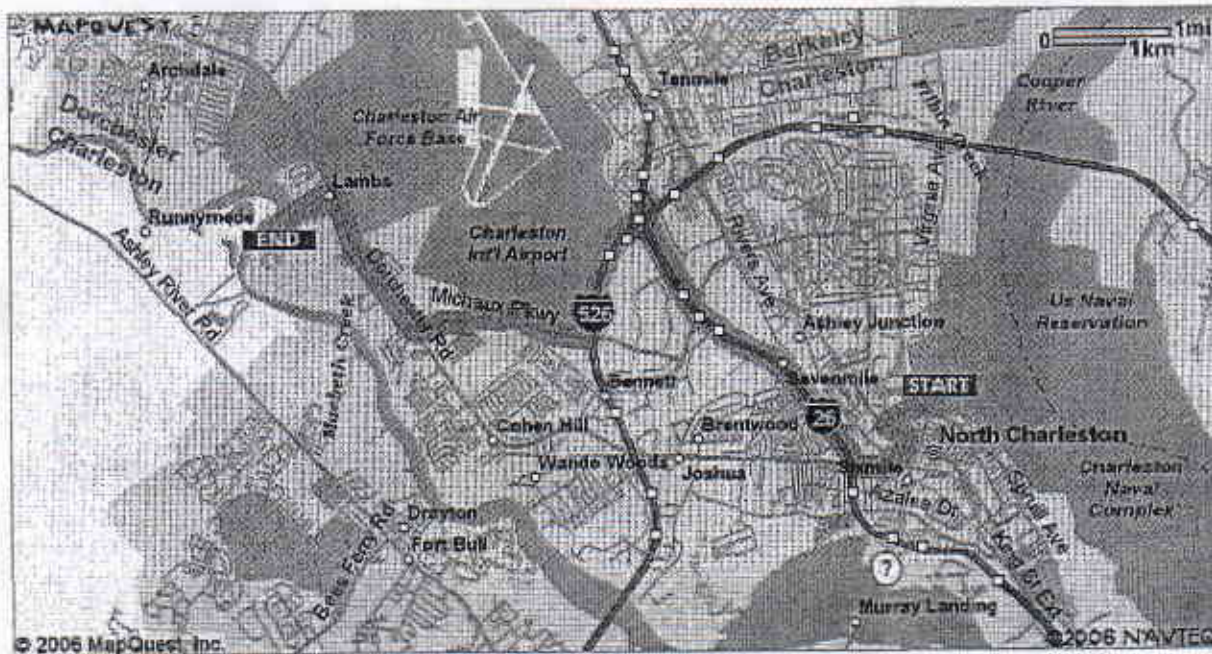 MAPQUEST
0 1mi
1km
Archdale
Tenmile
Berkeley
Charleston
Cooper
River
Filbin Creek
Dorchester
Charleston
Charleston Air
Force Base
Lambs
Virginia Ave
Runnymede
END
Charleston
Int'l Airport
Rivers Ave
Ashley River Rd
Dorchester Rd
Michaux Pkwy
526
Us Naval
Reservation
Ashley Junction
Macbeth Creek
Bennett
Sevenmile
START
26
Cohen Hill
Brentwood
North Charleston
Wando Woods
Joshua
Sixmile
Charleston
Naval
Complex
Azalea Dr
Spruill Ave
Drayton
Fort Bull
Bees Ferry Rd
King St Ext
?
Murray Landing
© 2006 MapQuest, Inc.
©2006 NAVTEQ